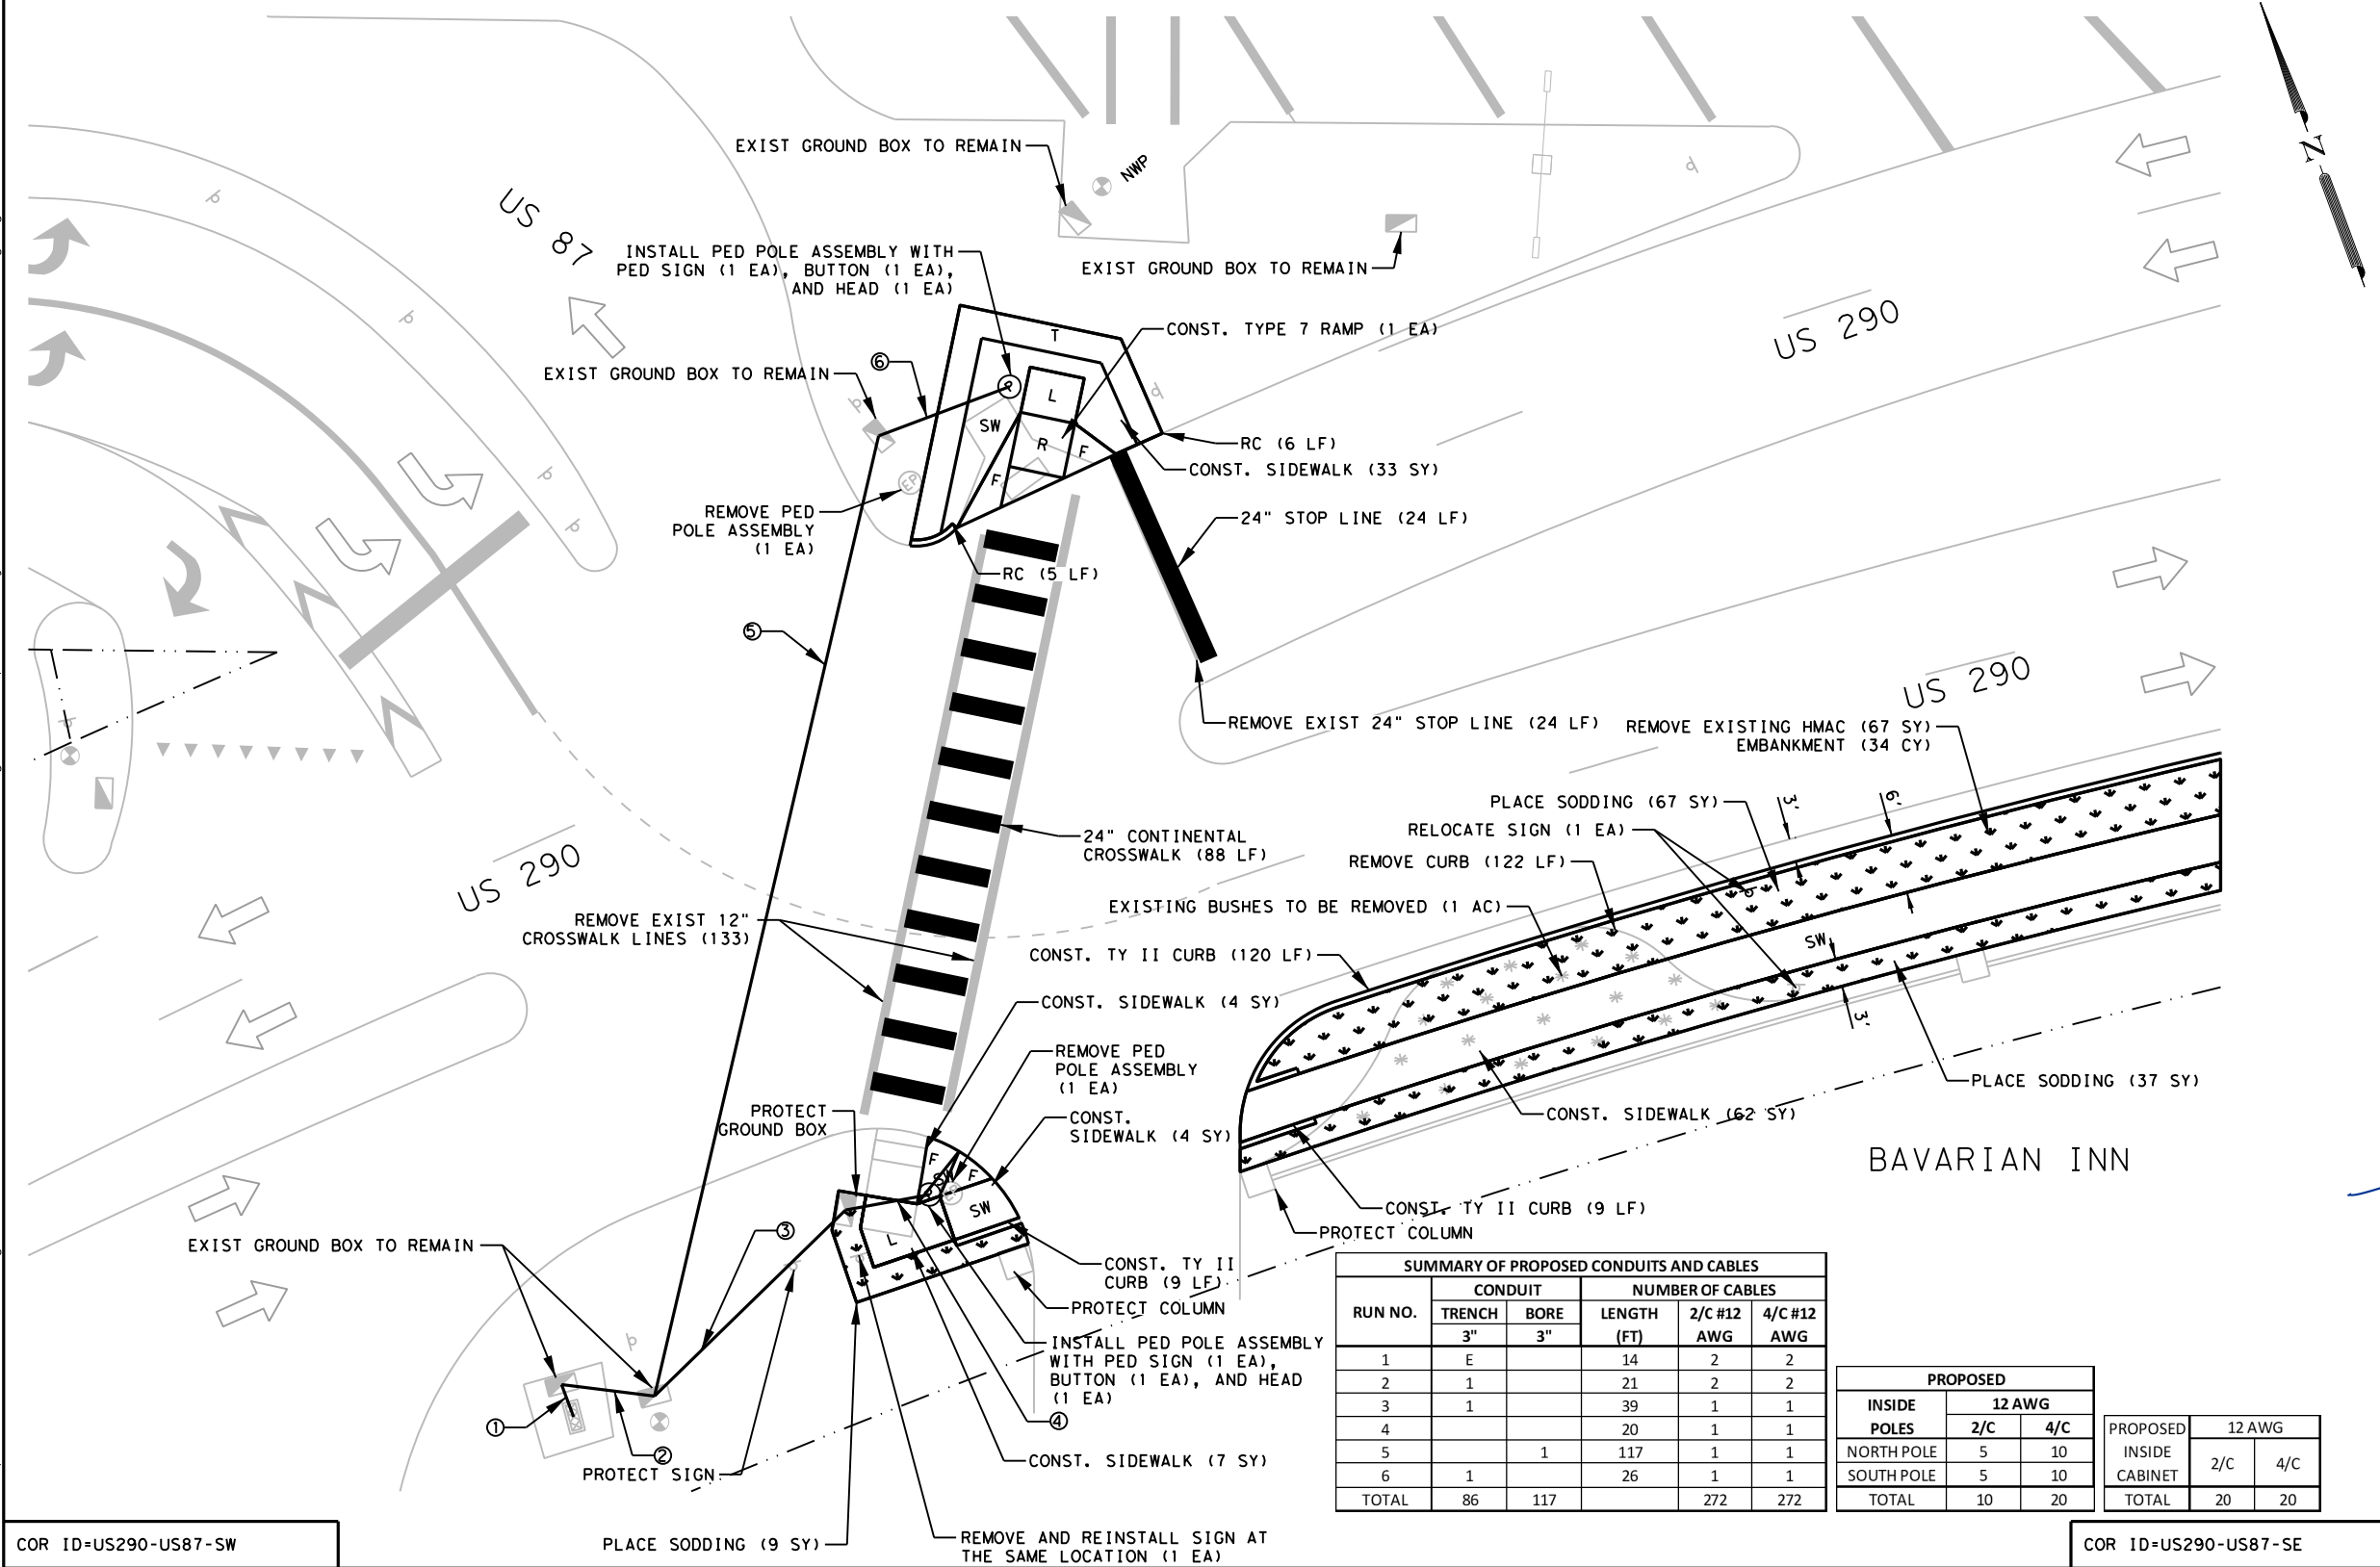 EXIST GROUND BOX TO REMAIN
NWP
N
US 87
INSTALL PED POLE ASSEMBLY WITH
PED SIGN (1 EA), BUTTON (1 EA),
AND HEAD (1 EA)
EXIST GROUND BOX TO REMAIN
US 290
T
CONST. TYPE 7 RAMP (1 EA)
6
EXIST GROUND BOX TO REMAIN
P
L
SW
R
F
F
RC (6 LF)
CONST. SIDEWALK (33 SY)
EP
REMOVE PED
POLE ASSEMBLY
(1 EA)
24" STOP LINE (24 LF)
RC (5 LF)
5
US 290
REMOVE EXIST 24" STOP LINE (24 LF)
REMOVE EXISTING HMAC (67 SY)
EMBANKMENT (34 CY)
3'
6'
PLACE SODDING (67 SY)
RELOCATE SIGN (1 EA)
REMOVE CURB (122 LF)
24" CONTINENTAL
CROSSWALK (88 LF)
US 290
EXISTING BUSHES TO BE REMOVED (1 AC)
REMOVE EXIST 12"
CROSSWALK LINES (133)
SW
CONST. TY II CURB (120 LF)
3'
CONST. SIDEWALK (4 SY)
REMOVE PED
POLE ASSEMBLY
(1 EA)
PLACE SODDING (37 SY)
PROTECT
GROUND BOX
CONST.
SIDEWALK (4 SY)
CONST. SIDEWALK (62 SY)
BAVARIAN INN
F
SW
F
P
EP
SW
L
CONST. TY II CURB (9 LF)
PROTECT COLUMN
3
EXIST GROUND BOX TO REMAIN
CONST. TY II
CURB (9 LF)
PROTECT COLUMN
INSTALL PED POLE ASSEMBLY
WITH PED SIGN (1 EA),
BUTTON (1 EA), AND HEAD
(1 EA)
4
1
2
PROTECT SIGN
CONST. SIDEWALK (7 SY)
PLACE SODDING (9 SY)
REMOVE AND REINSTALL SIGN AT
THE SAME LOCATION (1 EA)
SUMMARY OF PROPOSED CONDUITS AND CABLES
RUN NO. CONDUIT NUMBER OF CABLES
TRENCH BORE LENGTH 2/C #12 4/C #12
3" 3" (FT) AWG AWG
1 E 14 2 2
2 1 21 2 2
3 1 39 1 1
4 20 1 1
5 1 117 1 1
6 1 26 1 1
TOTAL 86 117 272 272
PROPOSED
INSIDE 12 AWG
POLES 2/C 4/C
NORTH POLE 5 10
SOUTH POLE 5 10
TOTAL 10 20
PROPOSED 12 AWG
INSIDE 2/C 4/C
CABINET
TOTAL 20 20
COR ID=US290-US87-SW
COR ID=US290-US87-SE